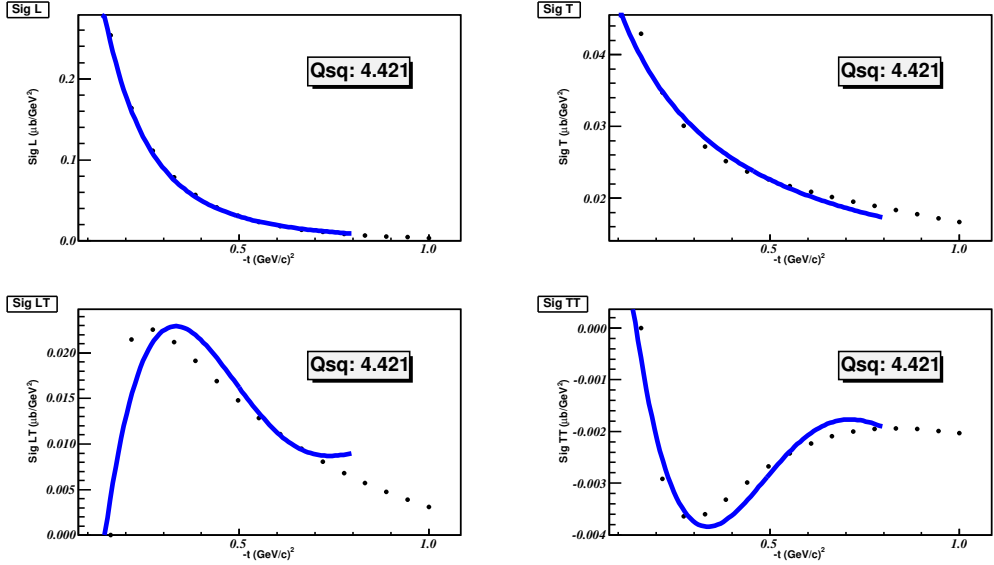 Sig L
Sig L (μb/GeV²)
0.2
0.1
0.0
Qsq: 4.421
0.5
1.0
-t (GeV/c)²
Sig T
Sig T (μb/GeV²)
0.04
0.03
0.02
Qsq: 4.421
0.5
1.0
-t (GeV/c)²
Sig LT
Sig LT (μb/GeV²)
0.020
0.015
0.010
0.005
0.000
Qsq: 4.421
0.5
1.0
-t (GeV/c)²
Sig TT
Sig TT (μb/GeV²)
0.000
-0.001
-0.002
-0.003
-0.004
Qsq: 4.421
0.5
1.0
-t (GeV/c)²